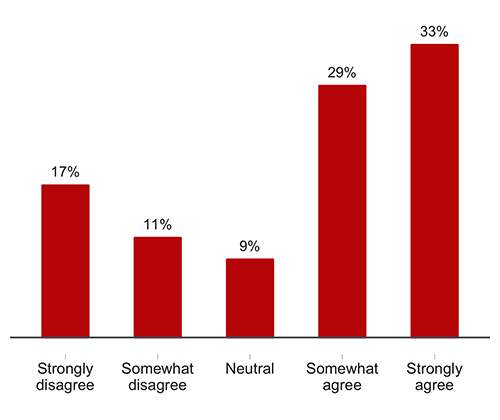 33%
29%
17%
11%
9%
Strongly disagree
Somewhat disagree
Neutral
Somewhat agree
Strongly agree